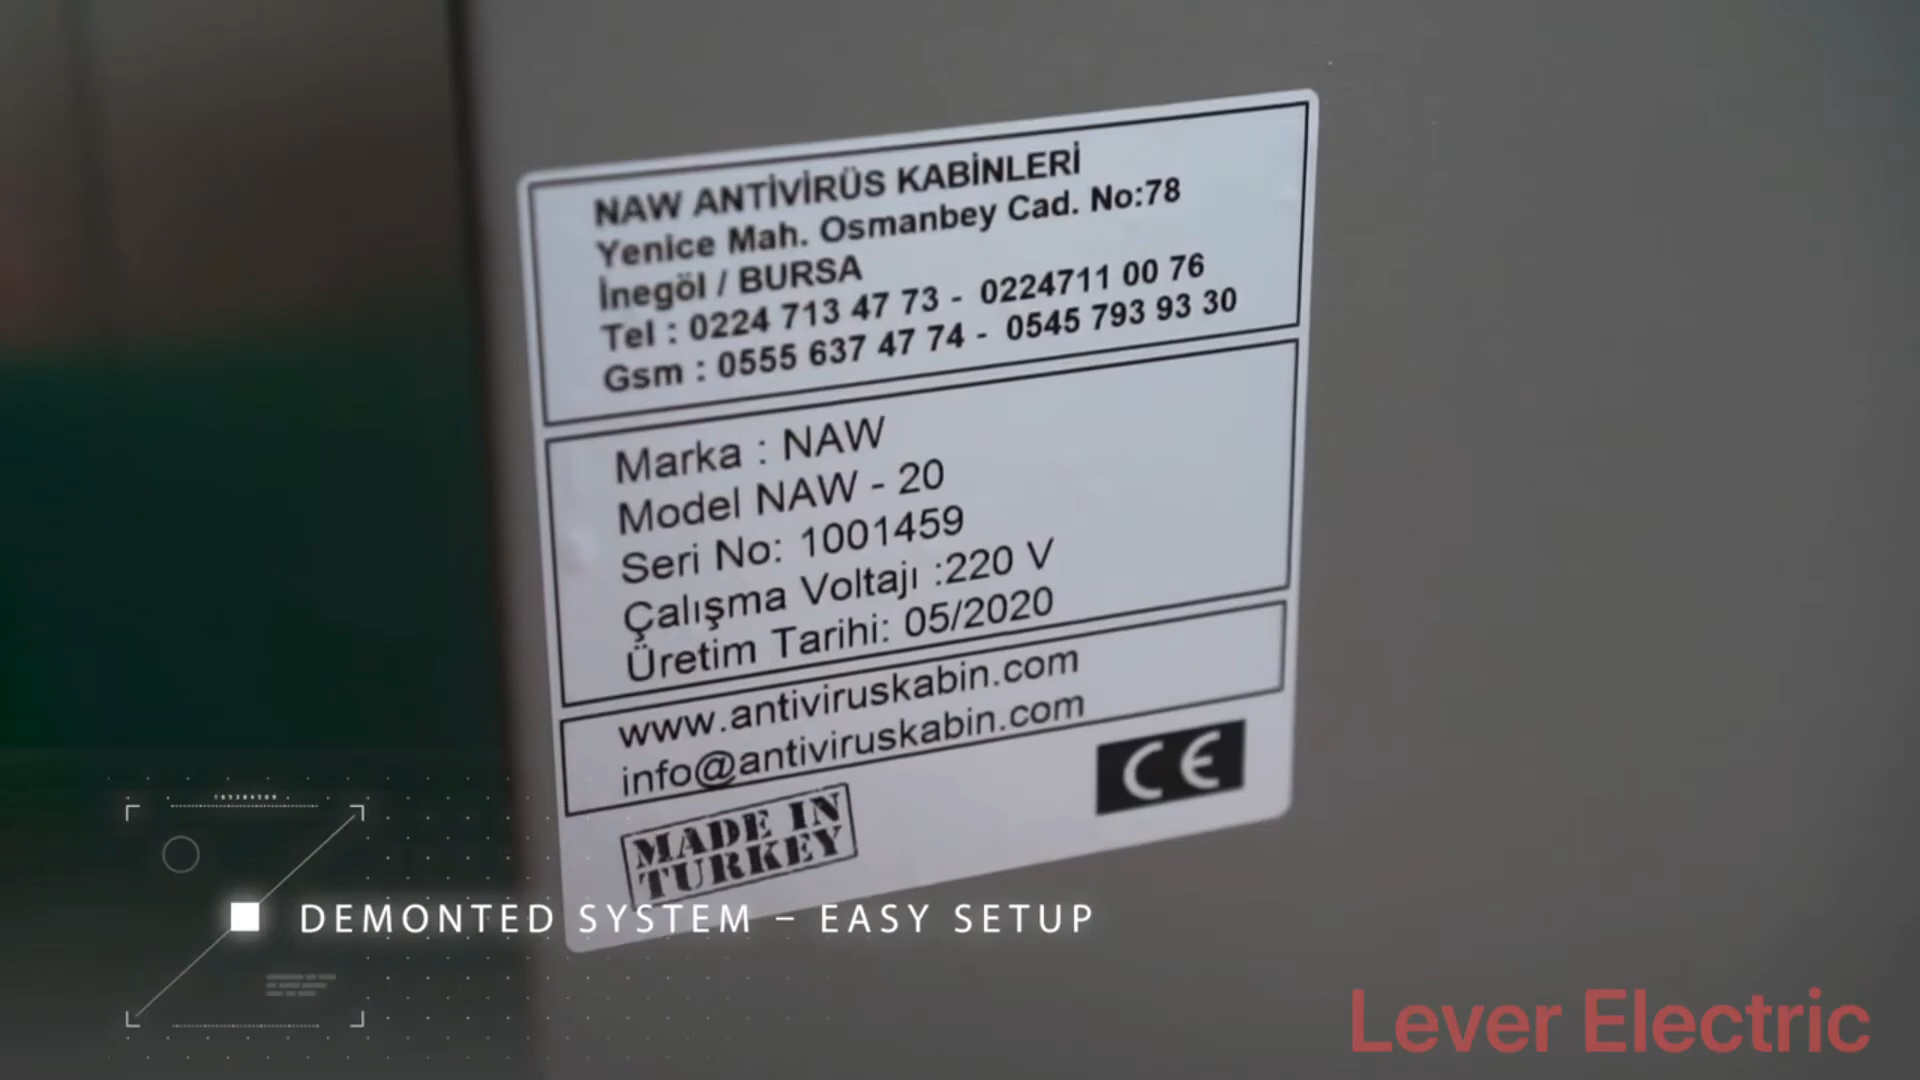 NAW ANTİVİRÜS KABİNLERİ
Yenice Mah. Osmanbey Cad. No:78
İnegöl / BURSA
Tel : 0224 713 47 73 - 0224711 00 76
Gsm : 0555 637 47 74 - 0545 793 93 30
Marka : NAW
Model NAW - 20
Seri No: 1001459
Çalışma Voltajı :220 V
Üretim Tarihi: 05/2020
www.antiviruskabin.com
info@antiviruskabin.com
CE
MADE IN
TURKEY
DEMONTED SYSTEM – EASY SETUP
Lever Electric